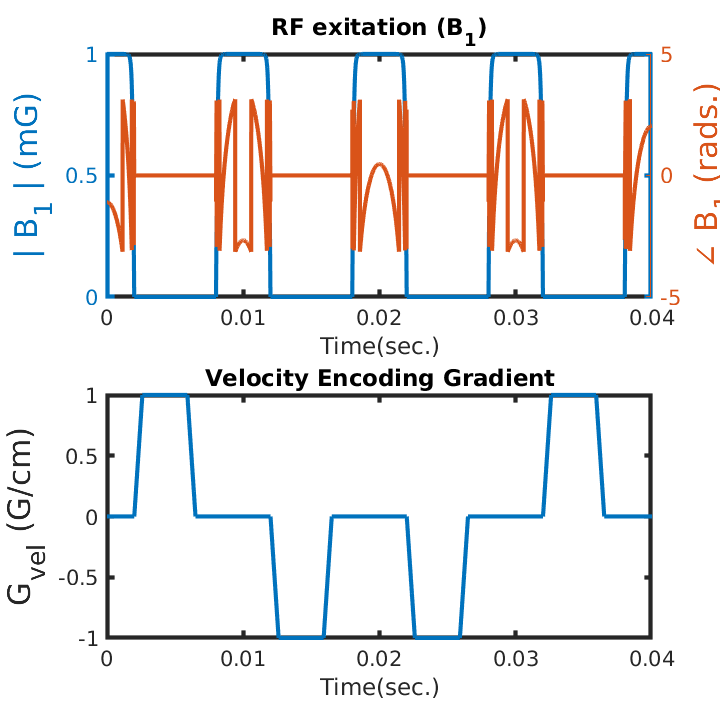 RF exitation (B1)
| B1 | (mG)
1
0.5
0
∠ B1 (rads.)
5
0
-5
0 0.01 0.02 0.03 0.04
Time(sec.)
Velocity Encoding Gradient
Gvel (G/cm)
1
0.5
0
-0.5
-1
0 0.01 0.02 0.03 0.04
Time(sec.)